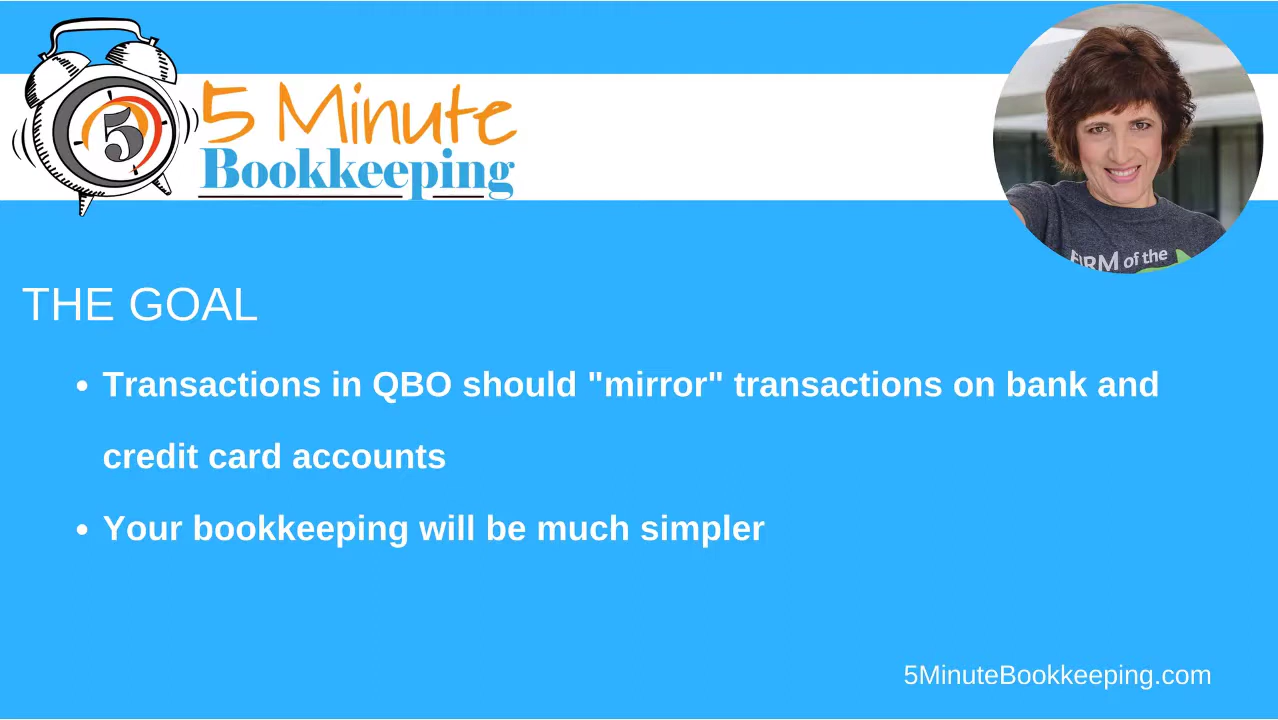 5
5 Minute
Bookkeeping
FIRM of the
THE GOAL
• Transactions in QBO should "mirror" transactions on bank and
credit card accounts
• Your bookkeeping will be much simpler
5MinuteBookkeeping.com